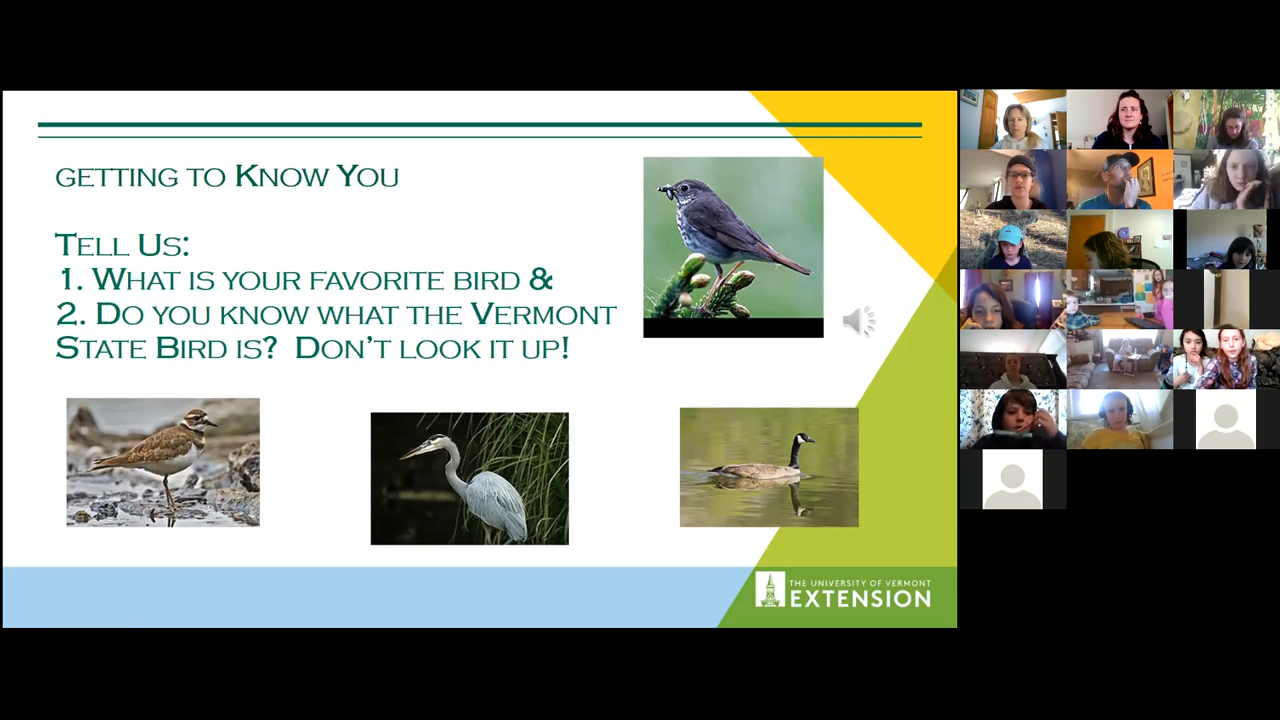 GETTING TO KNOW YOU
TELL US:
1. WHAT IS YOUR FAVORITE BIRD &
2. DO YOU KNOW WHAT THE VERMONT
STATE BIRD IS? DON'T LOOK IT UP!
THE UNIVERSITY OF VERMONT
EXTENSION